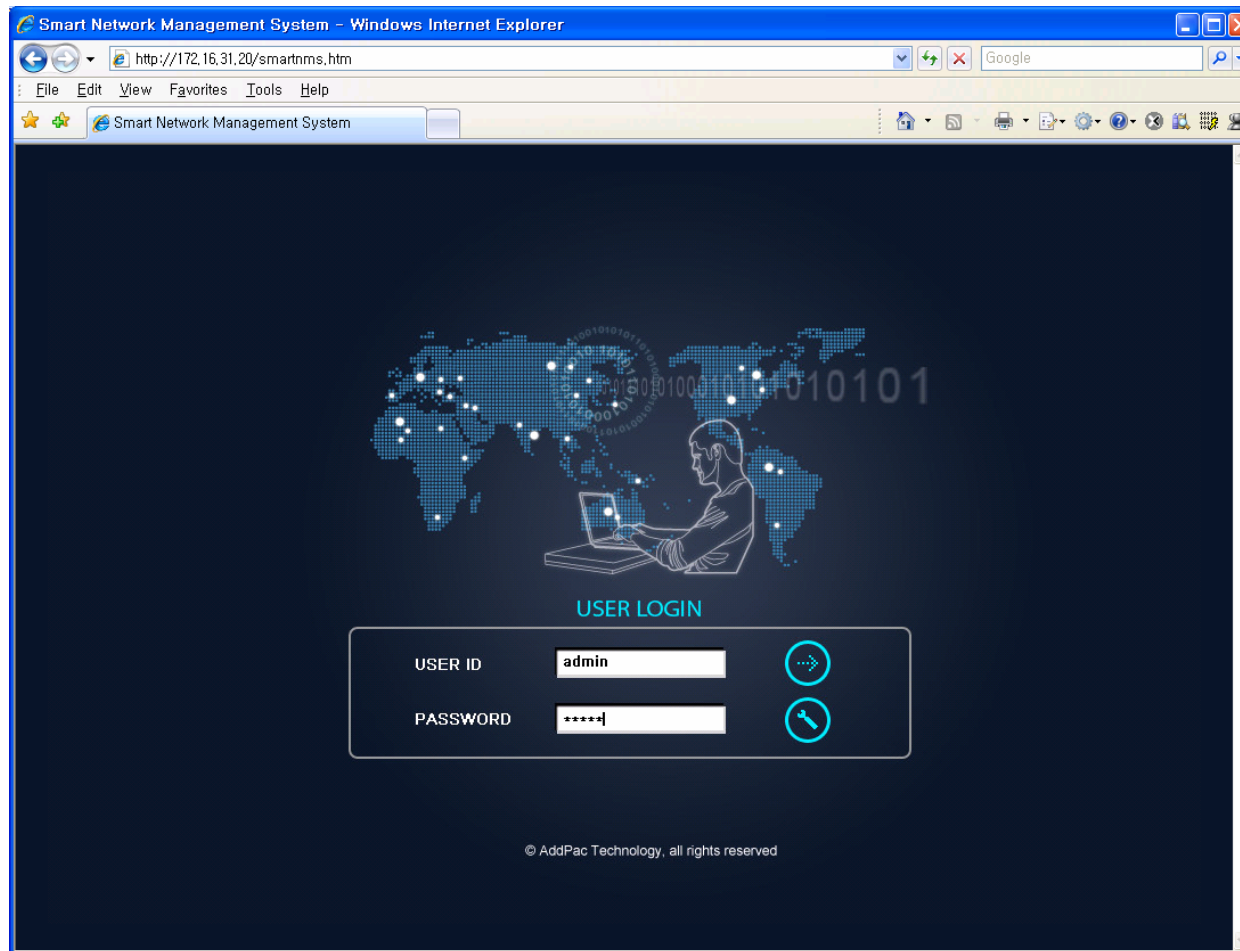 Smart Network Management System - Windows Internet Explorer
http://172,16,31,20/smartnms,htm
Google
File Edit View Favorites Tools Help
Smart Network Management System
1010101
USER LOGIN
USER ID admin
PASSWORD *****
© AddPac Technology, all rights reserved